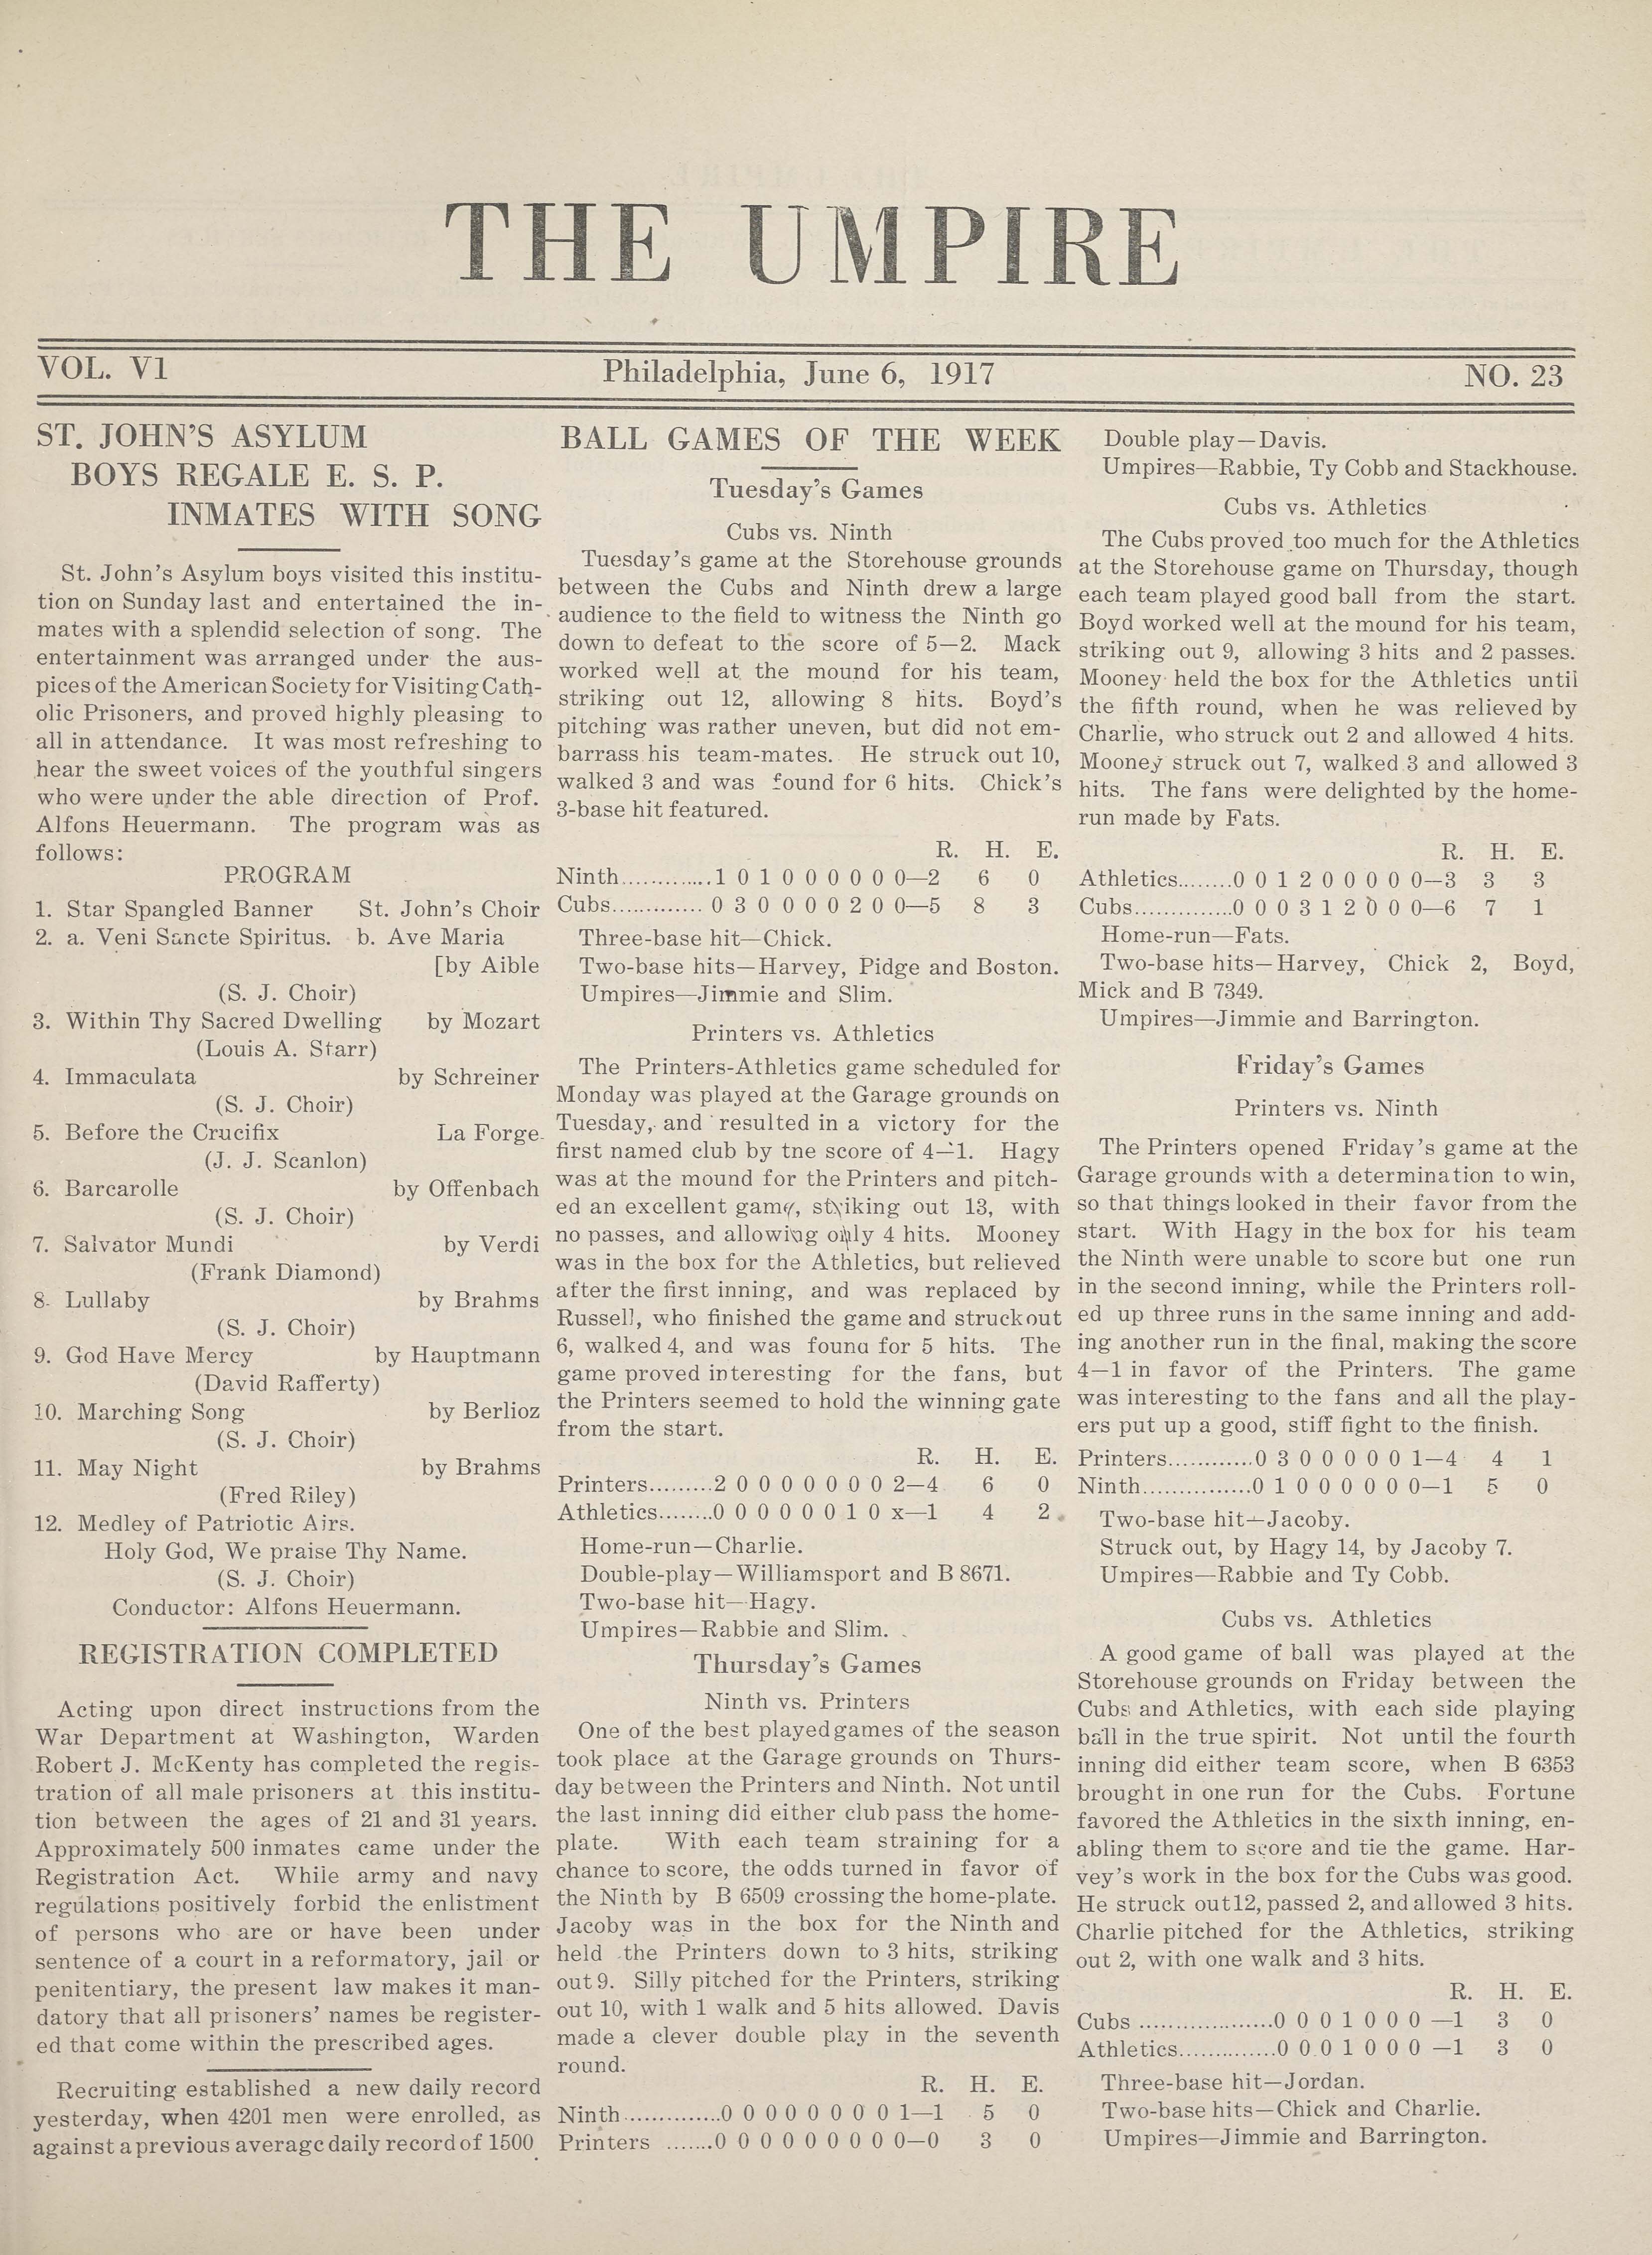 THE UMPIRE
VOL. V1
Philadelphia, June 6, 1917
NO. 23
ST. JOHN'S ASYLUM
BOYS REGALE E. S. P.
INMATES WITH SONG
St. John's Asylum boys visited this institu-
tion on Sunday last and entertained the in-
mates with a splendid selection of song. The
entertainment was arranged under the aus-
pices of the American Society for Visiting Cath-
olic Prisoners, and proved highly pleasing to
all in attendance. It was most refreshing to
hear the sweet voices of the youthful singers
who were under the able direction of Prof.
Alfons Heuermann. The program was as
follows:
PROGRAM
1. Star Spangled Banner St. John's Choir
2. a. Veni Sancte Spiritus. b. Ave Maria
[by Aible
(S. J. Choir)
3. Within Thy Sacred Dwelling by Mozart
(Louis A. Starr)
4. Immaculata by Schreiner
(S. J. Choir)
5. Before the Crucifix La Forge
(J. J. Scanlon)
6. Barcarolle by Offenbach
(S. J. Choir)
7. Salvator Mundi by Verdi
(Frank Diamond)
8. Lullaby by Brahms
(S. J. Choir)
9. God Have Mercy by Hauptmann
(David Rafferty)
10. Marching Song by Berlioz
(S. J. Choir)
11. May Night by Brahms
(Fred Riley)
12. Medley of Patriotic Airs.
Holy God, We praise Thy Name.
(S. J. Choir)
Conductor: Alfons Heuermann.
REGISTRATION COMPLETED
Acting upon direct instructions from the
War Department at Washington, Warden
Robert J. McKenty has completed the regis-
tration of all male prisoners at this institu-
tion between the ages of 21 and 31 years.
Approximately 500 inmates came under the
Registration Act. While army and navy
regulations positively forbid the enlistment
of persons who are or have been under
sentence of a court in a reformatory, jail or
penitentiary, the present law makes it man-
datory that all prisoners' names be register-
ed that come within the prescribed ages.
Recruiting established a new daily record
yesterday, when 4201 men were enrolled, as
against a previous average daily record of 1500
BALL GAMES OF THE WEEK
Tuesday's Games
Cubs vs. Ninth
Tuesday's game at the Storehouse grounds
between the Cubs and Ninth drew a large
audience to the field to witness the Ninth go
down to defeat to the score of 5—2. Mack
worked well at the mound for his team,
striking out 12, allowing 8 hits. Boyd's
pitching was rather uneven, but did not em-
barrass his team-mates. He struck out 10,
walked 3 and was found for 6 hits. Chick's
3-base hit featured.
R. H. E.
Ninth.............1 0 1 0 0 0 0 0 0—2 6 0
Cubs............. 0 3 0 0 0 0 2 0 0—5 8 3
Three-base hit—Chick.
Two-base hits—Harvey, Pidge and Boston.
Umpires—Jimmie and Slim.
Printers vs. Athletics
The Printers-Athletics game scheduled for
Monday was played at the Garage grounds on
Tuesday, and resulted in a victory for the
first named club by tne score of 4—1. Hagy
was at the mound for the Printers and pitch-
ed an excellent game, striking out 13, with
no passes, and allowing only 4 hits. Mooney
was in the box for the Athletics, but relieved
after the first inning, and was replaced by
Russell, who finished the game and struck out
6, walked 4, and was found for 5 hits. The
game proved interesting for the fans, but
the Printers seemed to hold the winning gate
from the start.
R. H. E.
Printers.........2 0 0 0 0 0 0 0 2—4 6 0
Athletics........0 0 0 0 0 0 1 0 x—1 4 2
Home-run—Charlie.
Double-play—Williamsport and B 8671.
Two-base hit—Hagy.
Umpires—Rabbie and Slim.
Thursday's Games
Ninth vs. Printers
One of the best played games of the season
took place at the Garage grounds on Thurs-
day between the Printers and Ninth. Not until
the last inning did either club pass the home-
plate. With each team straining for a
chance to score, the odds turned in favor of
the Ninth by B 6509 crossing the home-plate.
Jacoby was in the box for the Ninth and
held the Printers down to 3 hits, striking
out 9. Silly pitched for the Printers, striking
out 10, with 1 walk and 5 hits allowed. Davis
made a clever double play in the seventh
round.
R. H. E.
Ninth..............0 0 0 0 0 0 0 0 1—1 5 0
Printers .......0 0 0 0 0 0 0 0 0—0 3 0
Double play—Davis.
Umpires—Rabbie, Ty Cobb and Stackhouse.
Cubs vs. Athletics
The Cubs proved too much for the Athletics
at the Storehouse game on Thursday, though
each team played good ball from the start.
Boyd worked well at the mound for his team,
striking out 9, allowing 3 hits and 2 passes.
Mooney held the box for the Athletics until
the fifth round, when he was relieved by
Charlie, who struck out 2 and allowed 4 hits.
Mooney struck out 7, walked 3 and allowed 3
hits. The fans were delighted by the home-
run made by Fats.
R. H. E.
Athletics........0 0 1 2 0 0 0 0 0—3 3 3
Cubs..............0 0 0 3 1 2 0 0 0—6 7 1
Home-run—Fats.
Two-base hits—Harvey, Chick 2, Boyd,
Mick and B 7349.
Umpires—Jimmie and Barrington.
Friday's Games
Printers vs. Ninth
The Printers opened Friday's game at the
Garage grounds with a determination to win,
so that things looked in their favor from the
start. With Hagy in the box for his team
the Ninth were unable to score but one run
in the second inning, while the Printers roll-
ed up three runs in the same inning and add-
ing another run in the final, making the score
4—1 in favor of the Printers. The game
was interesting to the fans and all the play-
ers put up a good, stiff fight to the finish.
Printers............0 3 0 0 0 0 0 1—4 4 1
Ninth...............0 1 0 0 0 0 0 0—1 5 0
Two-base hit—Jacoby.
Struck out, by Hagy 14, by Jacoby 7.
Umpires—Rabbie and Ty Cobb.
Cubs vs. Athletics
A good game of ball was played at the
Storehouse grounds on Friday between the
Cubs and Athletics, with each side playing
ball in the true spirit. Not until the fourth
inning did either team score, when B 6353
brought in one run for the Cubs. Fortune
favored the Athletics in the sixth inning, en-
abling them to score and tie the game. Har-
vey's work in the box for the Cubs was good.
He struck out12, passed 2, and allowed 3 hits.
Charlie pitched for the Athletics, striking
out 2, with one walk and 3 hits.
R. H. E.
Cubs ...................0 0 0 1 0 0 0 —1 3 0
Athletics..............0 0 0 1 0 0 0 —1 3 0
Three-base hit—Jordan.
Two-base hits—Chick and Charlie.
Umpires—Jimmie and Barrington.